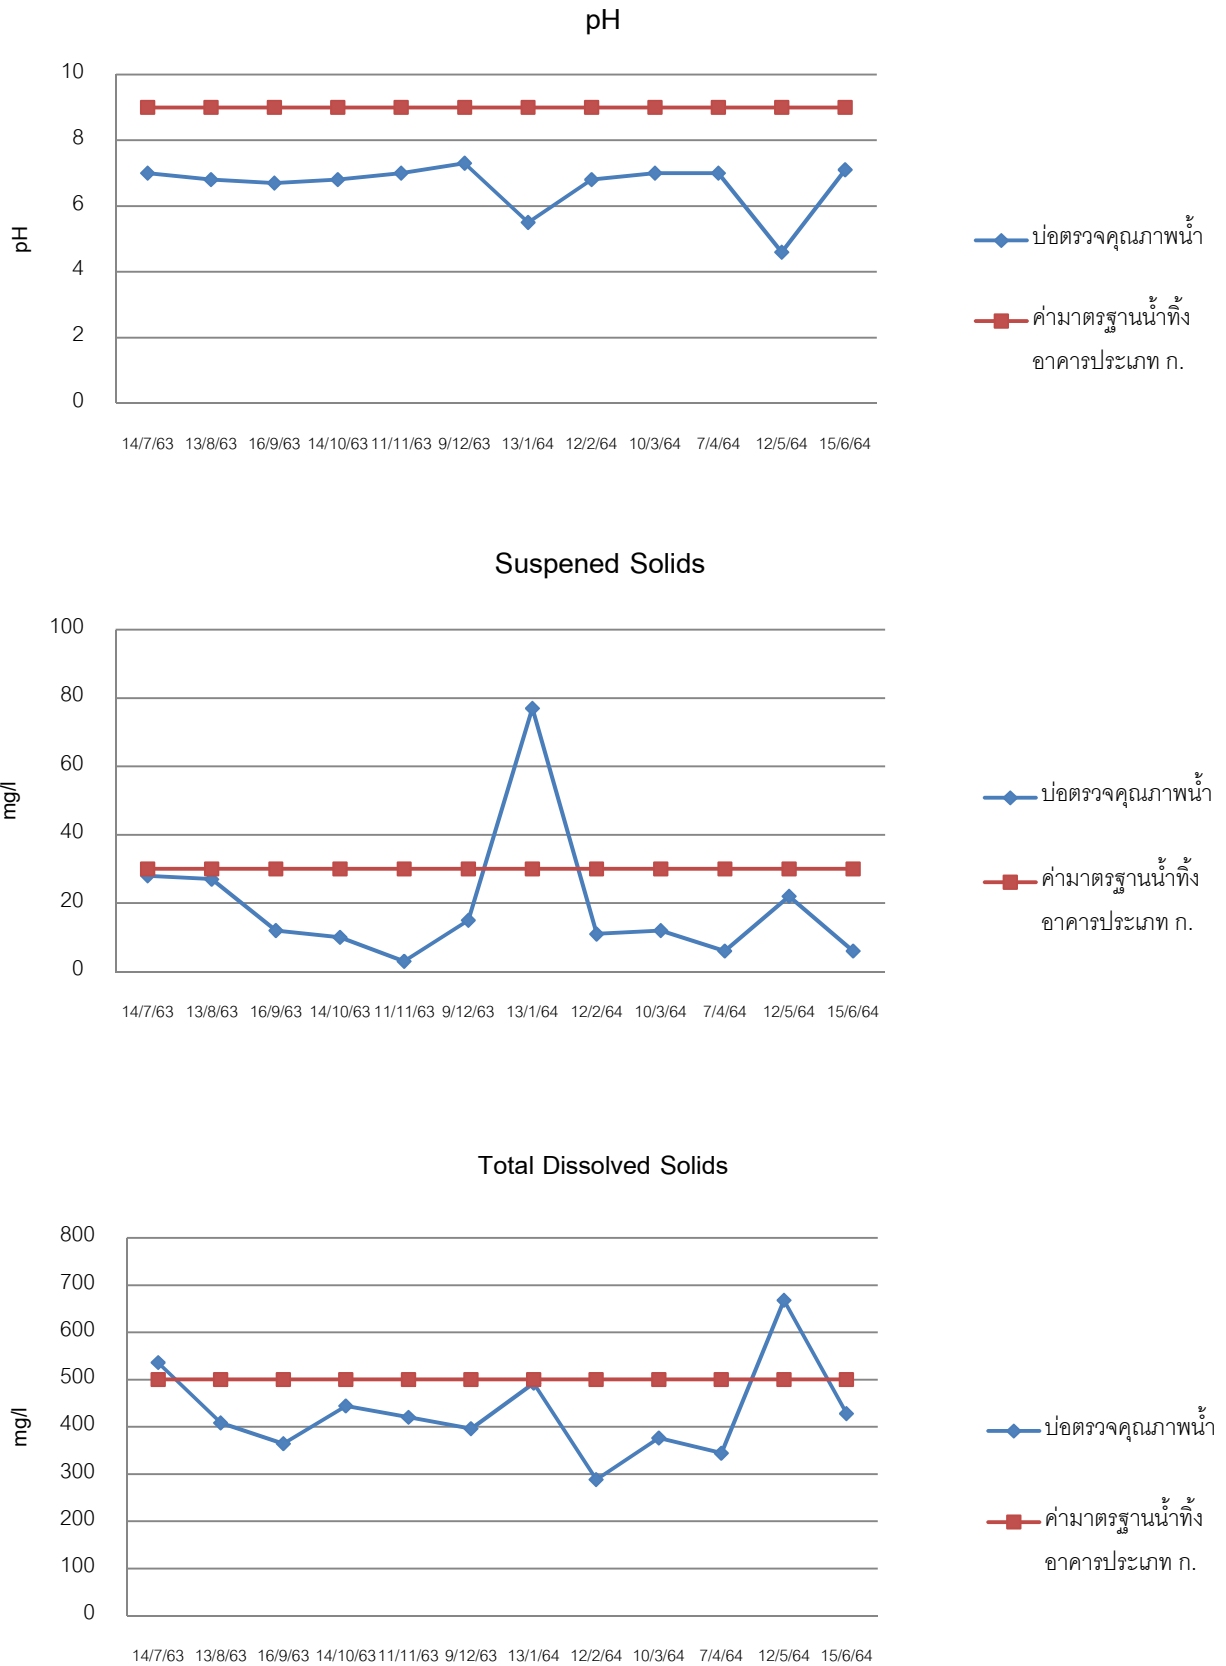 pH
10
8
6
4
2
0
pH
14/7/63 13/8/63 16/9/63 14/10/63 11/11/63 9/12/63 13/1/64 12/2/64 10/3/64 7/4/64 12/5/64 15/6/64
บ่อตรวจคุณภาพน้ำ
ค่ามาตรฐานน้ำทิ้ง
อาคารประเภท ก.
Suspened Solids
100
80
60
40
20
0
mg/l
14/7/63 13/8/63 16/9/63 14/10/63 11/11/63 9/12/63 13/1/64 12/2/64 10/3/64 7/4/64 12/5/64 15/6/64
บ่อตรวจคุณภาพน้ำ
ค่ามาตรฐานน้ำทิ้ง
อาคารประเภท ก.
Total Dissolved Solids
800
700
600
500
400
300
200
100
0
mg/l
14/7/63 13/8/63 16/9/63 14/10/63 11/11/63 9/12/63 13/1/64 12/2/64 10/3/64 7/4/64 12/5/64 15/6/64
บ่อตรวจคุณภาพน้ำ
ค่ามาตรฐานน้ำทิ้ง
อาคารประเภท ก.